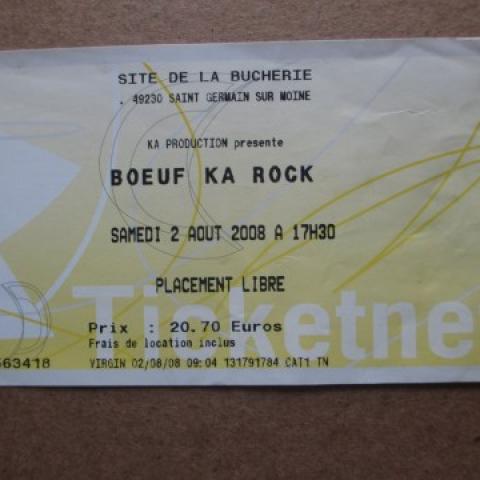 SITE DE LA BUCHERIE
. 49230 SAINT GERMAIN SUR MOINE
KA PRODUCTION presente
BOEUF KA ROCK
SAMEDI 2 AOUT 2008 A 17H30
PLACEMENT LIBRE
Ticketne
Prix : 20.70 Euros
Frais de location inclus
563418 VIRGIN 02/08/08 09:04 131791784 CAT1 TN